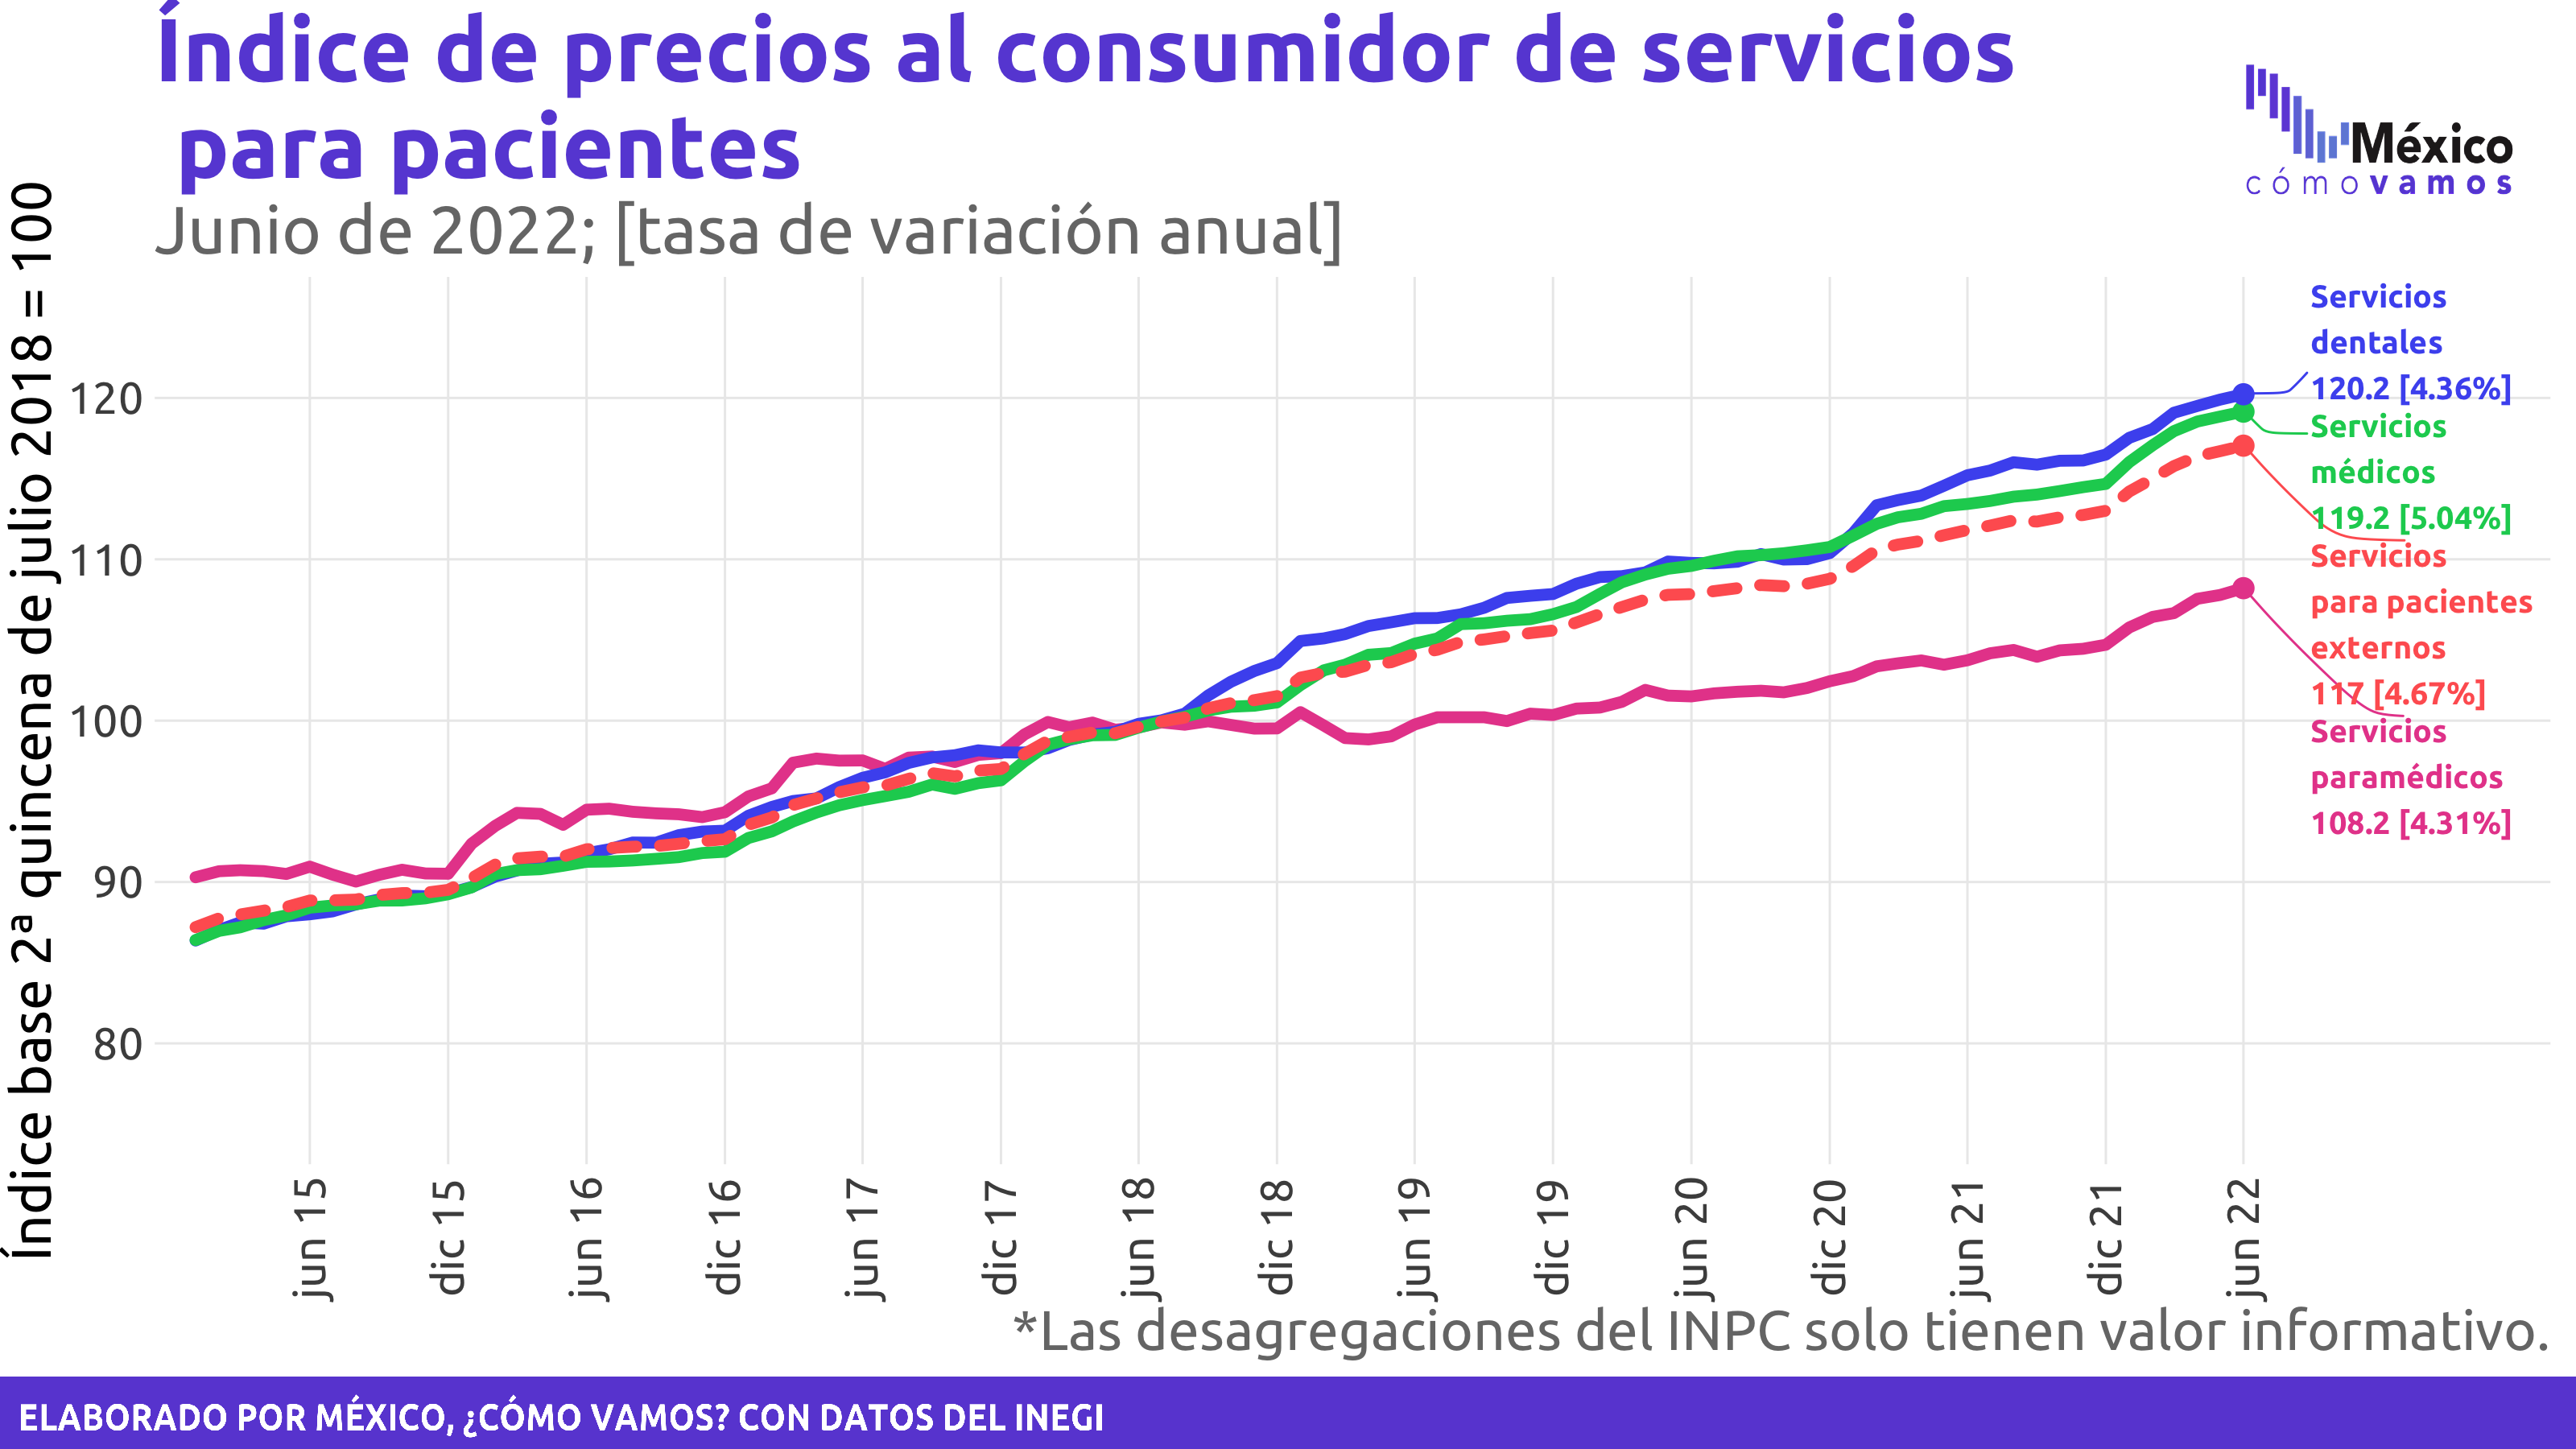 Índice de precios al consumidor de servicios
para pacientes
Junio de 2022; [tasa de variación anual]
México
cómo vamos
Índice base 2ª quincena de julio 2018 = 100
120
110
100
90
80
Servicios
dentales
120.2 [4.36%]
Servicios
médicos
119.2 [5.04%]
Servicios
para pacientes
externos
117 [4.67%]
Servicios
paramédicos
108.2 [4.31%]
jun 15
dic 15
jun 16
dic 16
jun 17
dic 17
jun 18
dic 18
jun 19
dic 19
jun 20
dic 20
jun 21
dic 21
jun 22
*Las desagregaciones del INPC solo tienen valor informativo.
ELABORADO POR MÉXICO, ¿CÓMO VAMOS? CON DATOS DEL INEGI